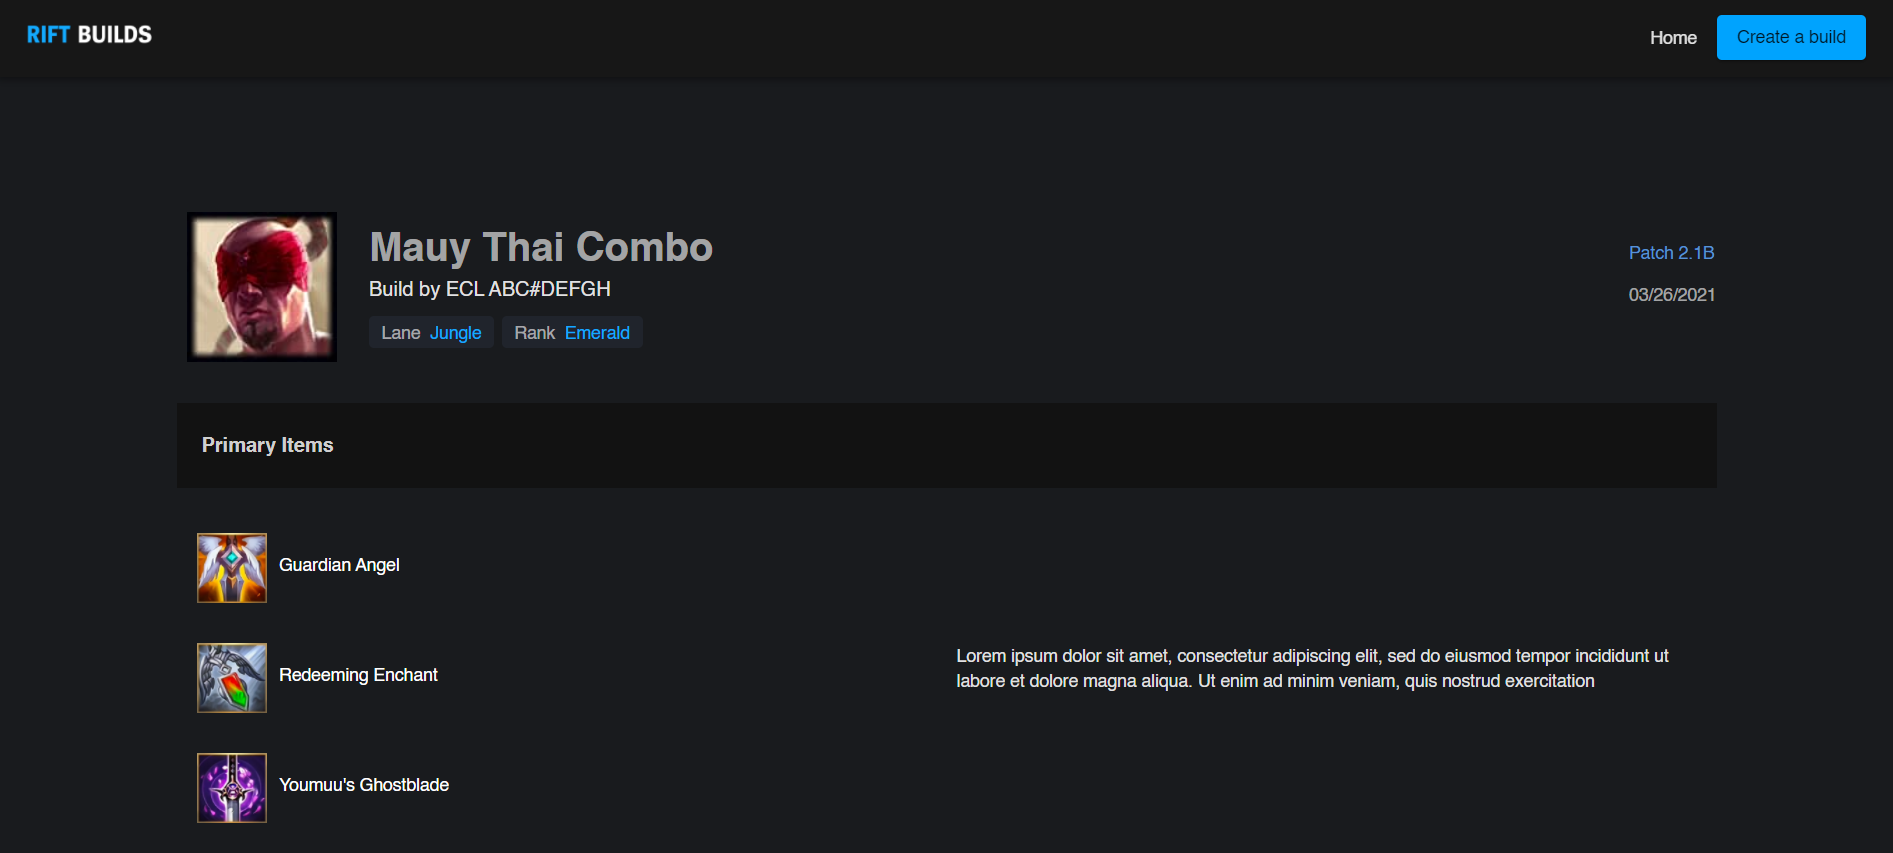 RIFT BUILDS
Home
Create a build
Mauy Thai Combo
Build by ECL ABC#DEFGH
Lane Jungle
Rank Emerald
Patch 2.1B
03/26/2021
Primary Items
Guardian Angel
Redeeming Enchant
Youmuu's Ghostblade
Lorem ipsum dolor sit amet, consectetur adipiscing elit, sed do eiusmod tempor incididunt ut
labore et dolore magna aliqua. Ut enim ad minim veniam, quis nostrud exercitation